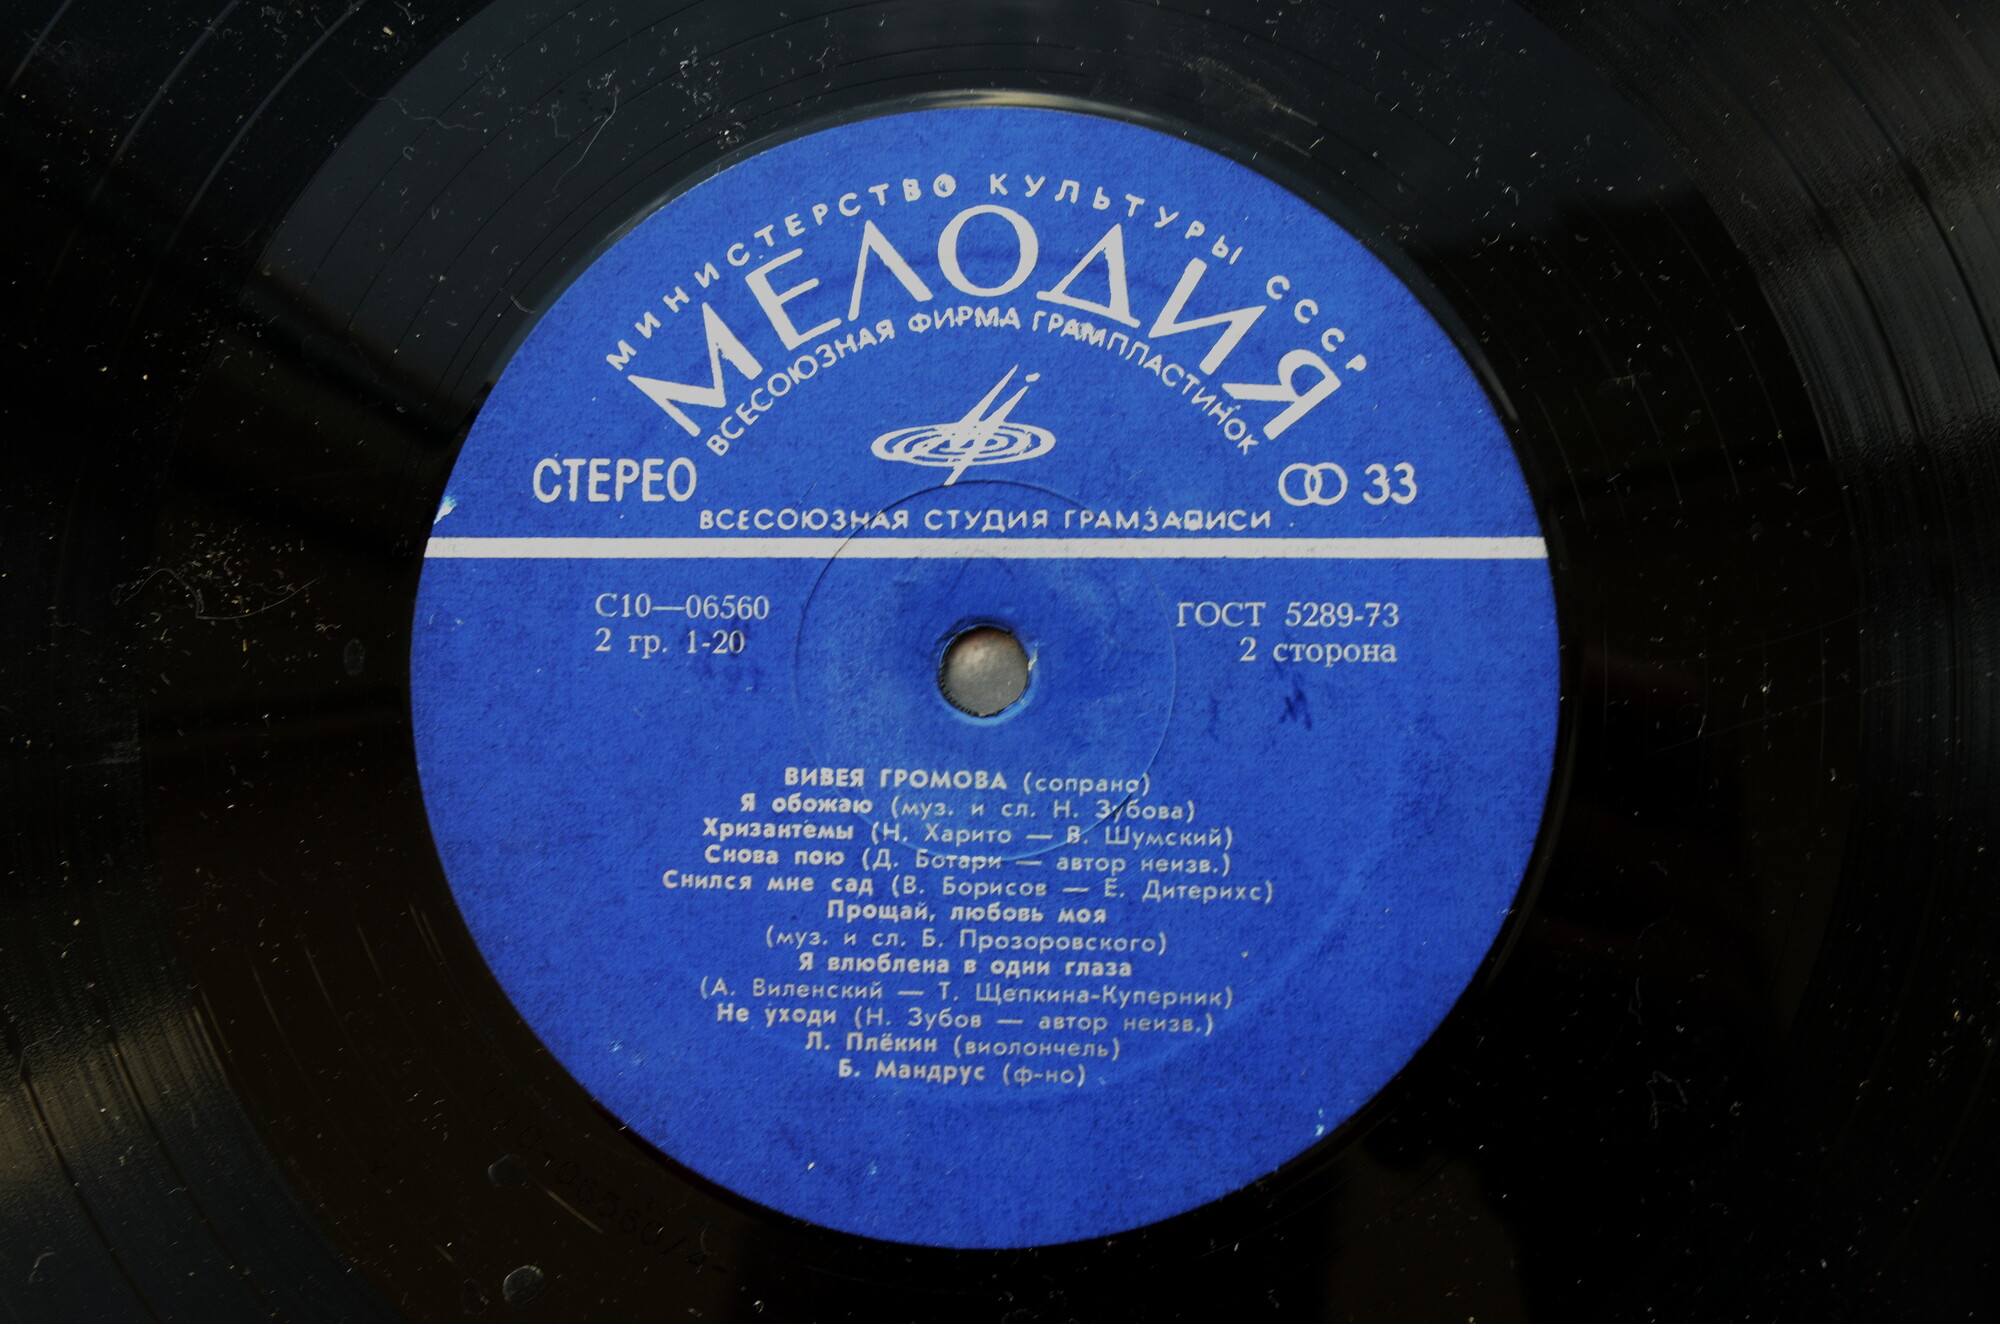 МИНИСТЕРСТВО КУЛЬТУРЫ СССР
МЕЛОДИЯ
ВСЕСОЮЗНАЯ ФИРМА ГРАМПЛАСТИНОК
СТЕРЕО
33
ВСЕСОЮЗНАЯ СТУДИЯ ГРАМЗАПИСИ
С10—06560
2 гр. 1-20
ГОСТ 5289-73
2 сторона
ВИВЕЯ ГРОМОВА (сопрано)
Я обожаю (муз. и сл. Н. Зубова)
Хризантемы (Н. Харито — В. Шумский)
Снова пою (Д. Ботари — автор неизв.)
Снился мне сад (В. Борисов — Е. Дитерихс)
Прощай, любовь моя
(муз. и сл. Б. Прозоровского)
Я влюблена в одни глаза
(А. Виленский — Т. Щепкина-Куперник)
Не уходи (Н. Зубов — автор неизв.)
Л. Плёкин (виолончель)
Б. Мандрус (ф-но)